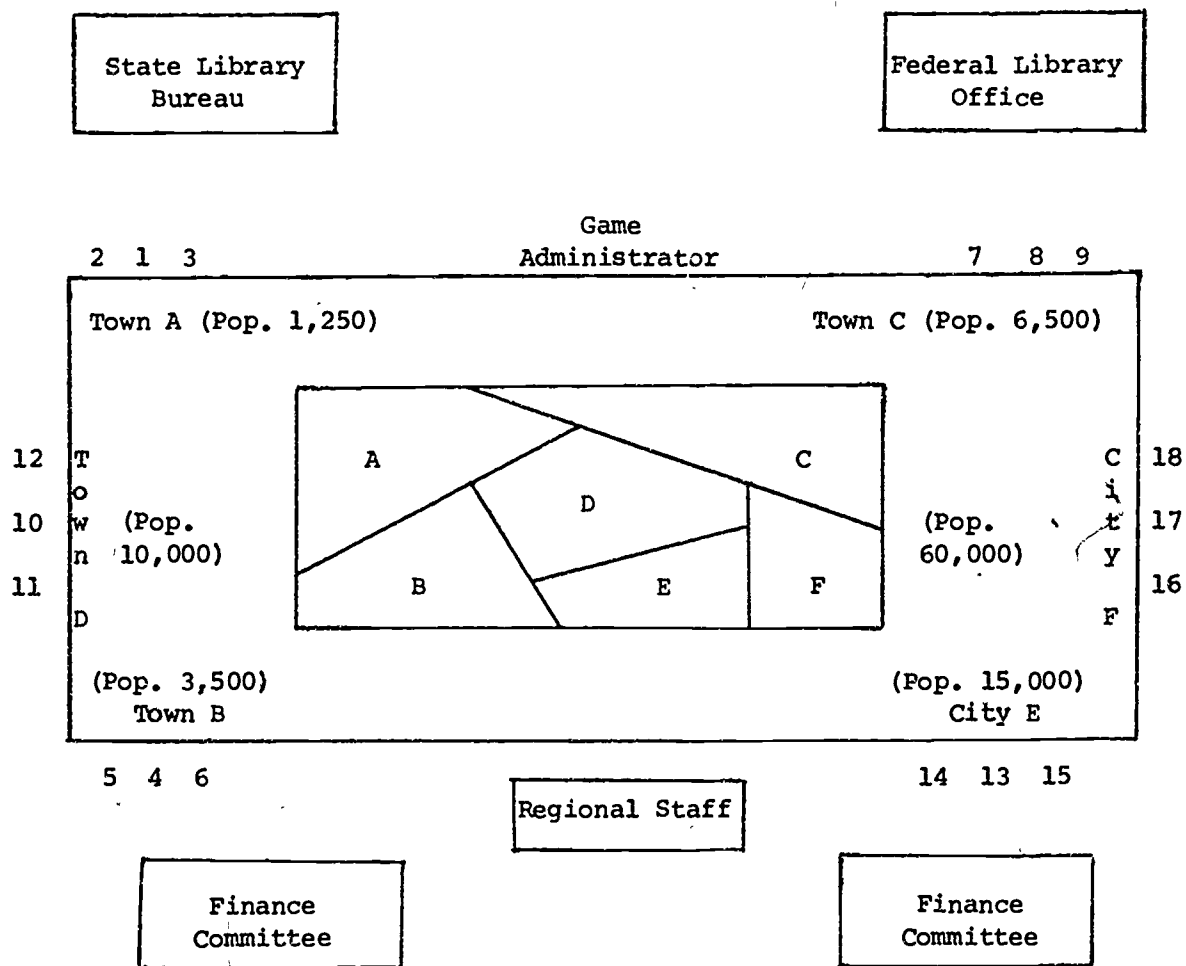 State Library
Bureau
Federal Library
Office
Game
Administrator
2 1 3
7 8 9
Town A (Pop. 1,250)
Town C (Pop. 6,500)
A
C
D
B
E
F
12
10
11
Town D
(Pop.
10,000)
(Pop.
60,000)
City F
18
17
16
(Pop. 3,500)
Town B
(Pop. 15,000)
City E
5 4 6
14 13 15
Regional Staff
Finance
Committee
Finance
Committee